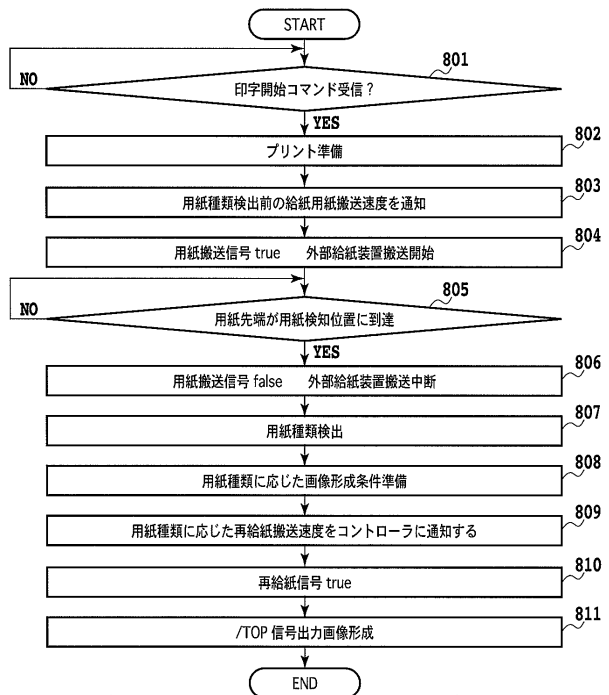 START
801
NO
印字開始コマンド受信?
YES
802
プリント準備
803
用紙種類検出前の給紙用紙搬送速度を通知
804
用紙搬送信号 true 外部給紙装置搬送開始
805
NO
用紙先端が用紙検知位置に到達
YES
806
用紙搬送信号 false 外部給紙装置搬送中断
807
用紙種類検出
808
用紙種類に応じた画像形成条件準備
809
用紙種類に応じた再給紙搬送速度をコントローラに通知する
810
再給紙信号 true
811
/TOP 信号出力画像形成
END